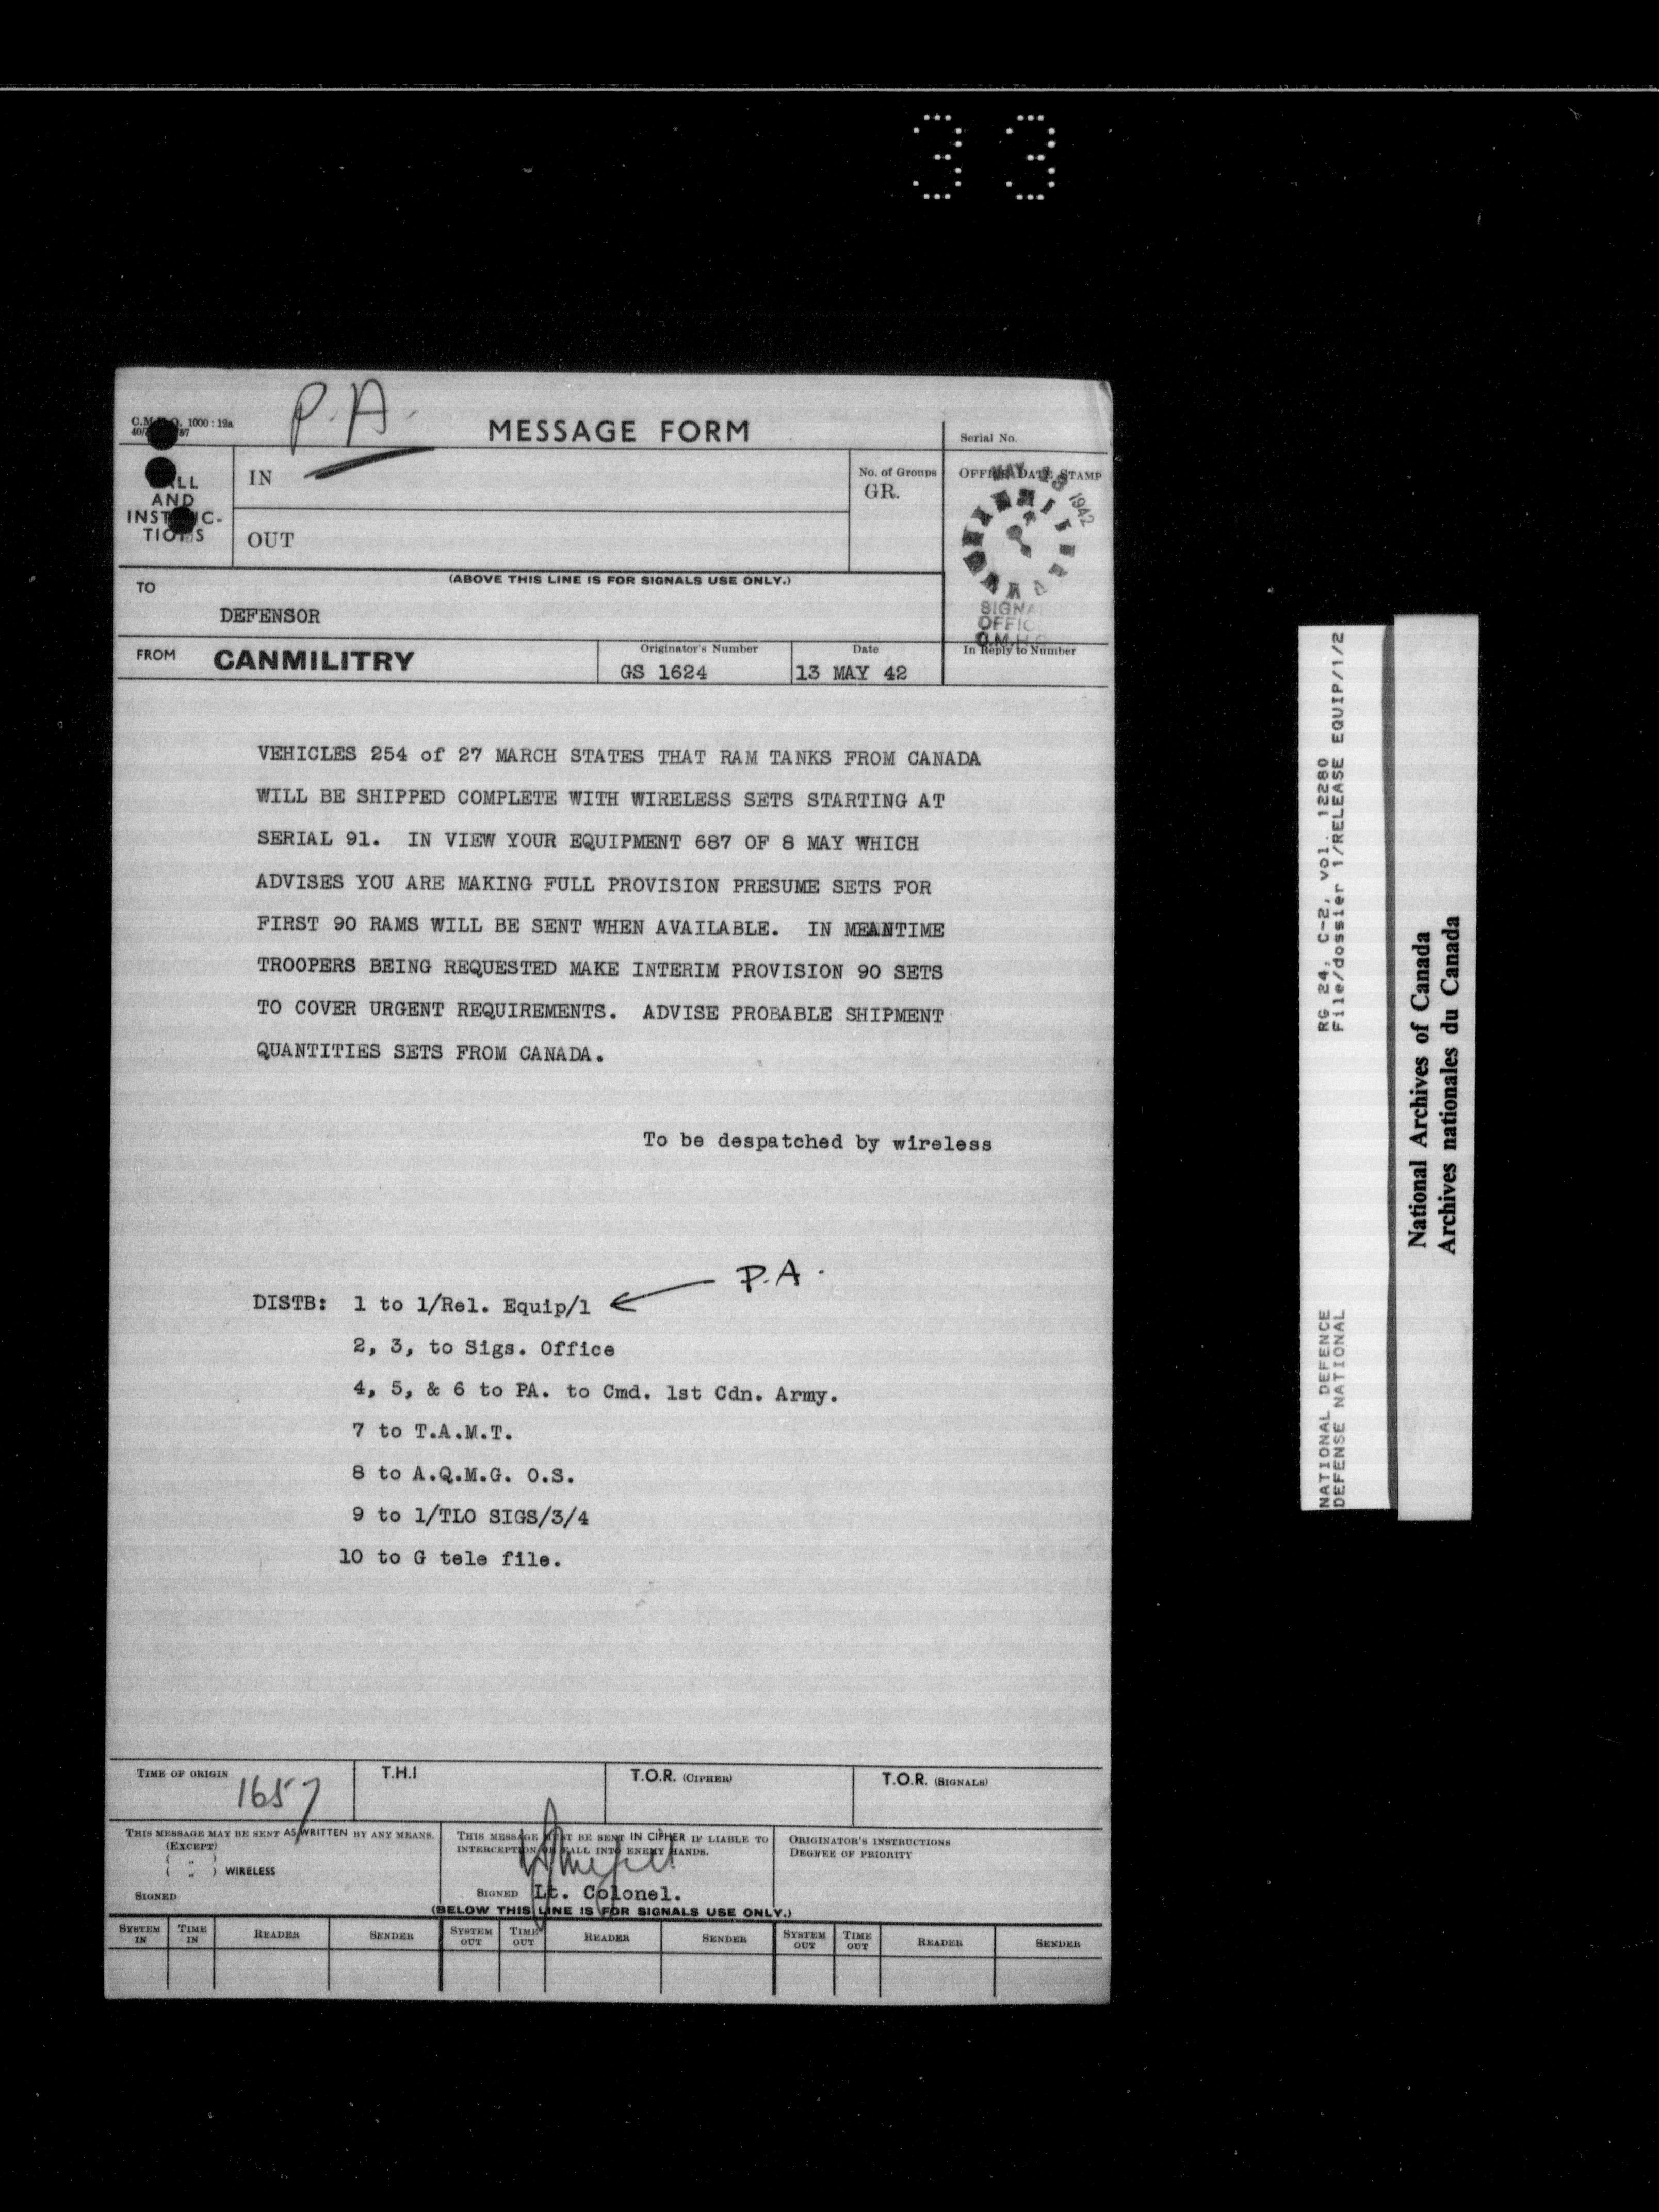 33
P.A.
1000 : 12a
MESSAGE FORM
Serial No.
AND
IN
No. of Groups
GR.
OFFICE DATE STAMP
MAY 1942
OUT
SIGNA
OFFIC
C.M.H.
(ABOVE THIS LINE IS FOR SIGNALS USE ONLY.)
TO
DEFENSOR
FROM CANMILITRY
Originator's Number
GS 1624
Date
13 MAY 42
In Reply to Number
VEHICLES 254 of 27 MARCH STATES THAT RAM TANKS FROM CANADA
WILL BE SHIPPED COMPLETE WITH WIRELESS SETS STARTING AT
SERIAL 91. IN VIEW YOUR EQUIPMENT 687 OF 8 MAY WHICH
ADVISES YOU ARE MAKING FULL PROVISION PRESUME SETS FOR
FIRST 90 RAMS WILL BE SENT WHEN AVAILABLE. IN MEANTIME
TROOPERS BEING REQUESTED MAKE INTERIM PROVISION 90 SETS
TO COVER URGENT REQUIREMENTS. ADVISE PROBABLE SHIPMENT
QUANTITIES SETS FROM CANADA.
To be despatched by wireless
P.A.
DISTB: 1 to 1/Rel. Equip/1
2, 3, to Sigs. Office
4, 5, & 6 to PA. to Cmd. 1st Cdn. Army.
7 to T.A.M.T.
8 to A.Q.M.G. O.S.
9 to 1/TLO SIGS/3/4
10 to G tele file.
TIME OF ORIGIN
1657
T.H.I
T.O.R. (CIPHER)
T.O.R. (SIGNALS)
THIS MESSAGE MAY BE SENT AS WRITTEN BY ANY MEANS.
(EXCEPT)
( „ )
( „ ) WIRELESS
SIGNED
THIS MESSAGE MUST BE SENT IN CIPHER IF LIABLE TO
INTERCEPTION OR FALL INTO ENEMY HANDS.
SIGNED Lt. Colonel.
ORIGINATOR'S INSTRUCTIONS
DEGREE OF PRIORITY
(BELOW THIS LINE IS FOR SIGNALS USE ONLY.)
SYSTEM IN TIME IN READER SENDER SYSTEM OUT TIME OUT READER SENDER SYSTEM OUT TIME OUT READER SENDER
NATIONAL DEFENCE RG 24, C-2, vol. 12280
DEFENSE NATIONAL File/dossier 1/RELEASE EQUIP/1/2
National Archives of Canada
Archives nationales du Canada